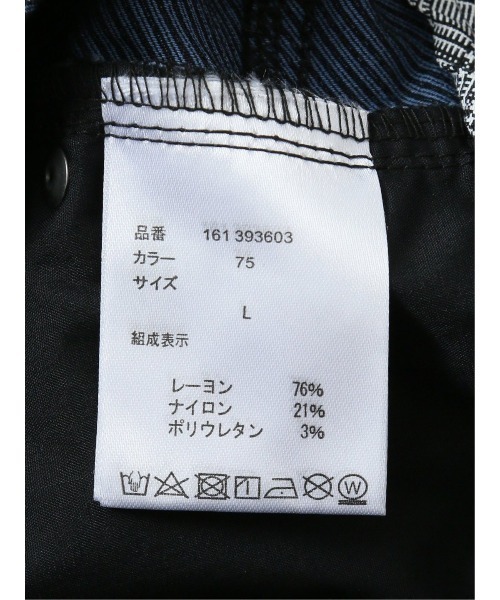 品番 161 393603
カラー 75
サイズ
L
組成表示
レーヨン 76%
ナイロン 21%
ポリウレタン 3%
W